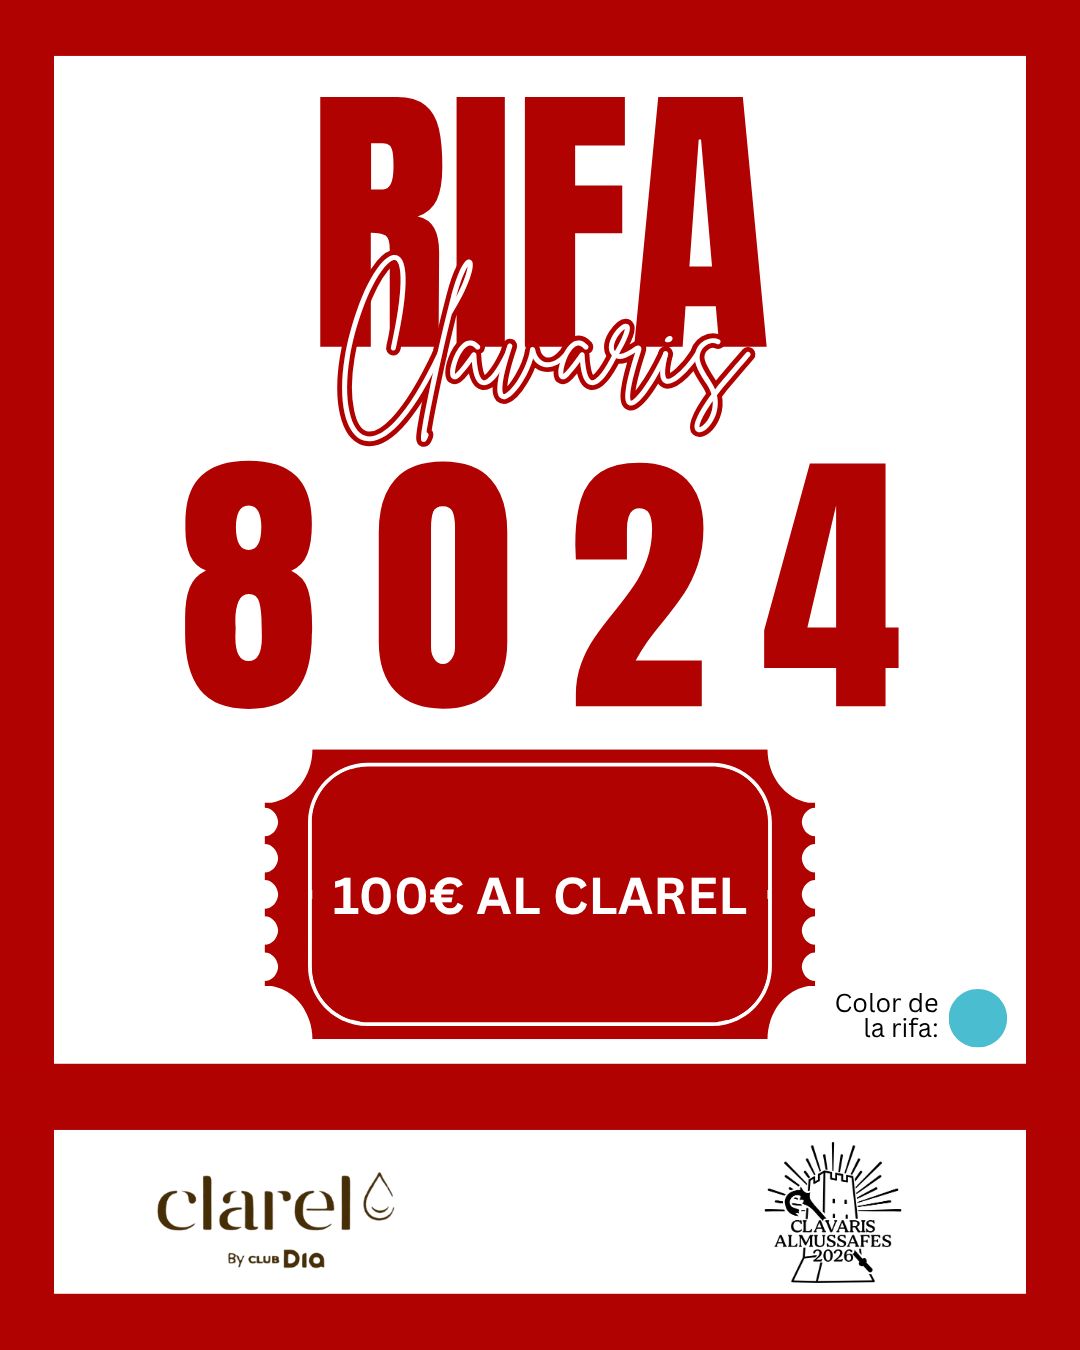 RIFA
Clavaris
8024
100€ AL CLAREL
Color de
la rifa:
clarel
By CLUB Dia
CLAVARIS
ALMUSSAFES
2026